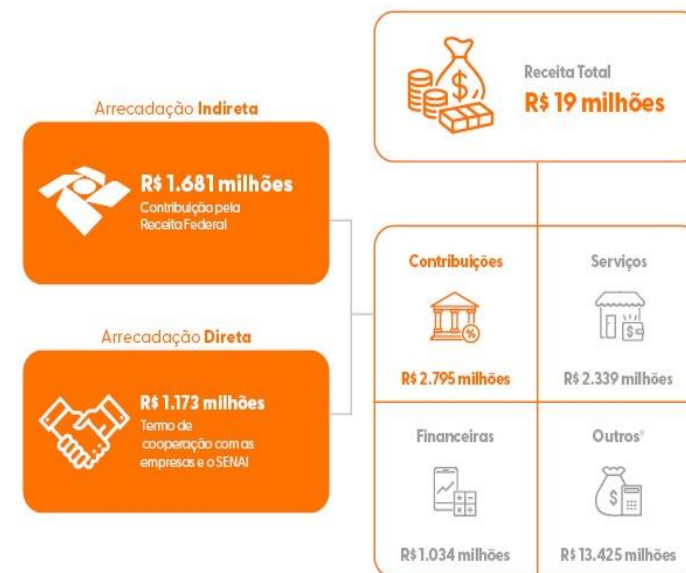 Arrecadação Indireta
R$ 1.681 milhões
Contribuição pela
Receita Federal
Arrecadação Direta
R$ 1.173 milhões
Termo de
cooperação com as
empresas e o SENAI
Receita Total
R$ 19 milhões
Contribuições
R$ 2.795 milhões
Serviços
R$ 2.339 milhões
Financeiras
R$ 1.034 milhões
Outros
R$ 13.425 milhões